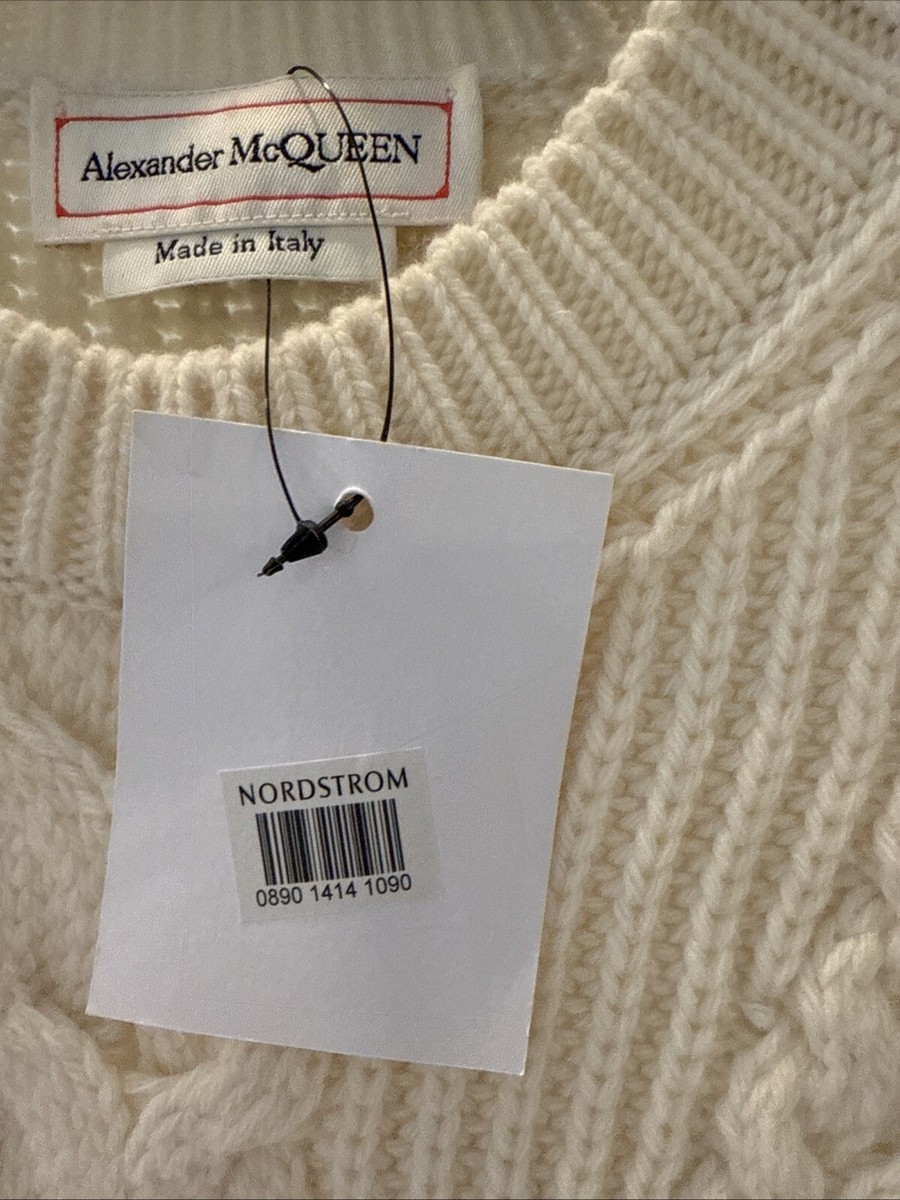 Alexander McQUEEN
Made in Italy
NORDSTROM
0890 1414 1090